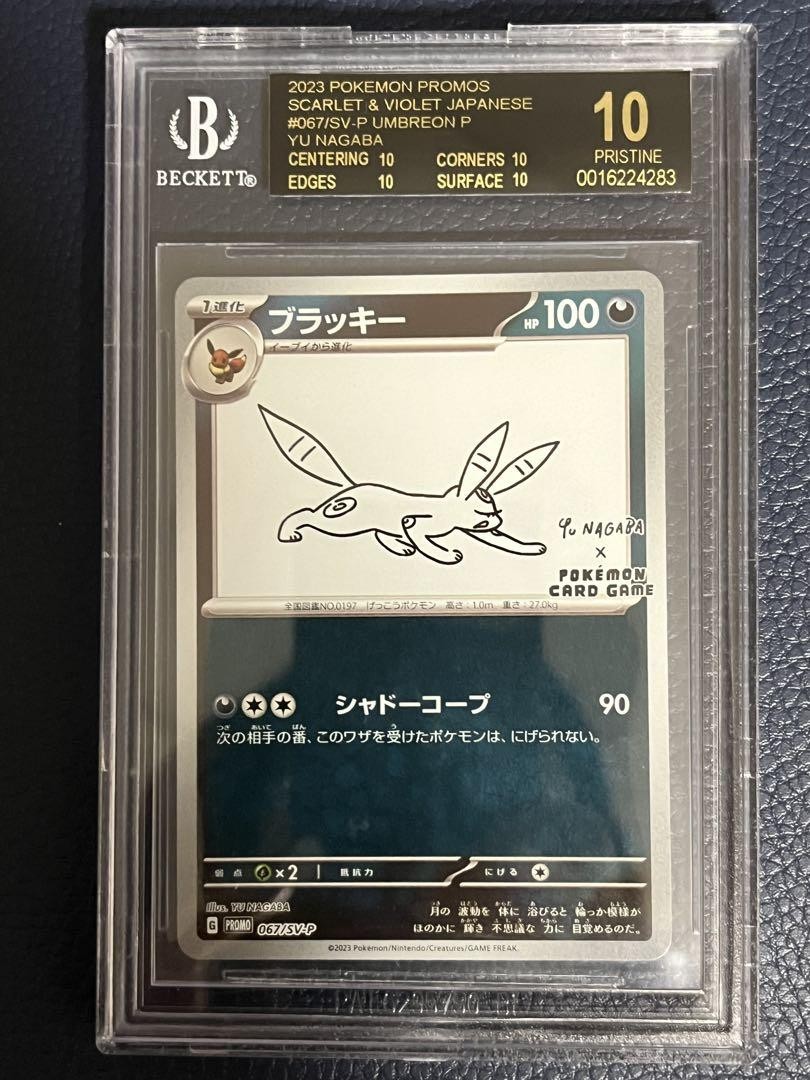 2023 POKEMON PROMOS
SCARLET & VIOLET JAPANESE
#067/SV-P UMBREON P
YU NAGABA
CENTERING 10 CORNERS 10
EDGES 10 SURFACE 10
10
PRISTINE
0016224283
B
BECKETT®
1進化
ブラッキー
HP 100
イーブイから進化
Yu NAGABA
×
POKÉMON
CARD GAME
全国図鑑NO.0197 げっこうポケモン 高さ:1.0m 重さ:27.0kg
シャドーコープ 90
次の相手の番、このワザを受けたポケモンは、にげられない。
弱点 ×2 抵抗力 にげる
Illus. YU NAGABA
G PROMO 067/SV-P
月の 波動を 体に 浴びると 輪っか模様が
ほのかに 輝き 不思議な 力に 目覚めるのだ。
©2023 Pokémon/Nintendo/Creatures/GAME FREAK.